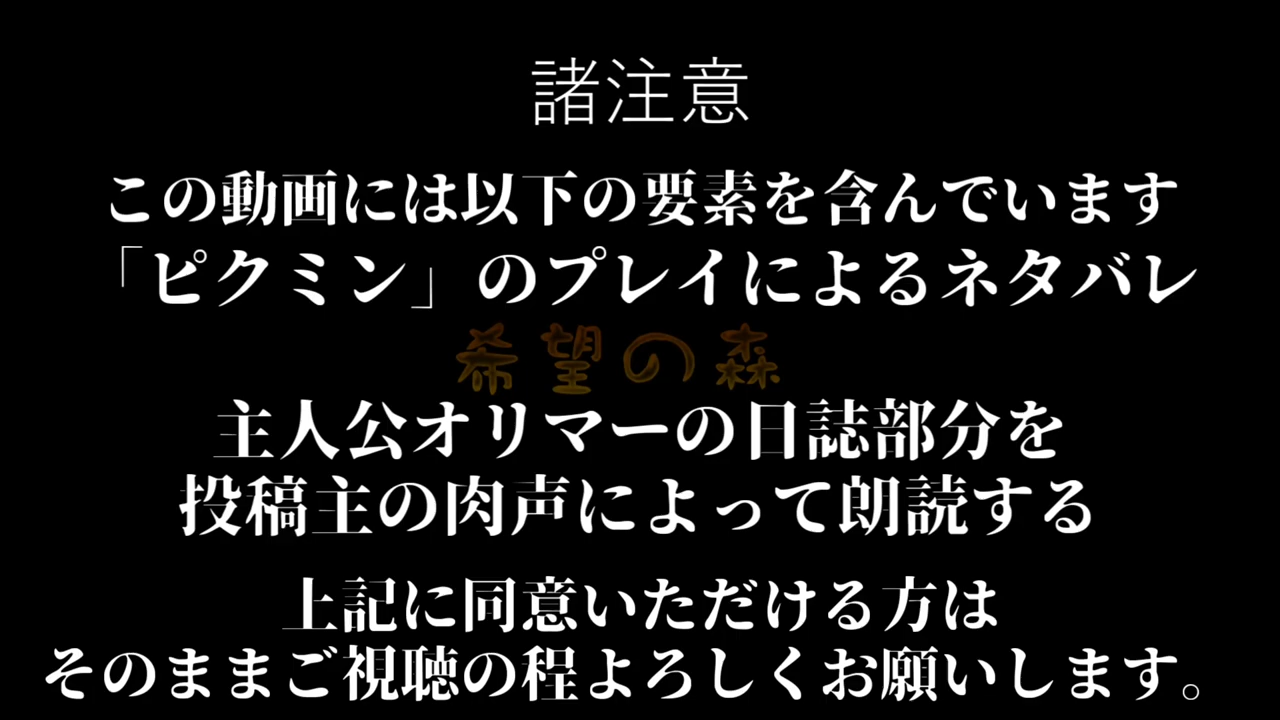 諸注意
この動画には以下の要素を含んでいます
「ピクミン」のプレイによるネタバレ
希望の森
主人公オリマーの日誌部分を
投稿主の肉声によって朗読する
上記に同意いただける方は
そのままご視聴の程よろしくお願いします。